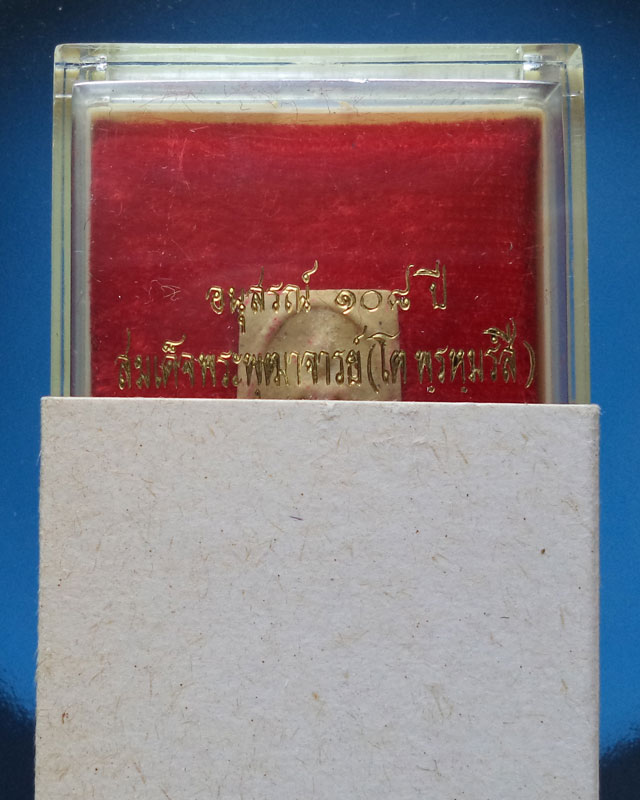 อนุสรณ์ ๑๐๘ ปี
สมเด็จพระพุฒาจารย์ (โต พฺรหฺมรํสี)